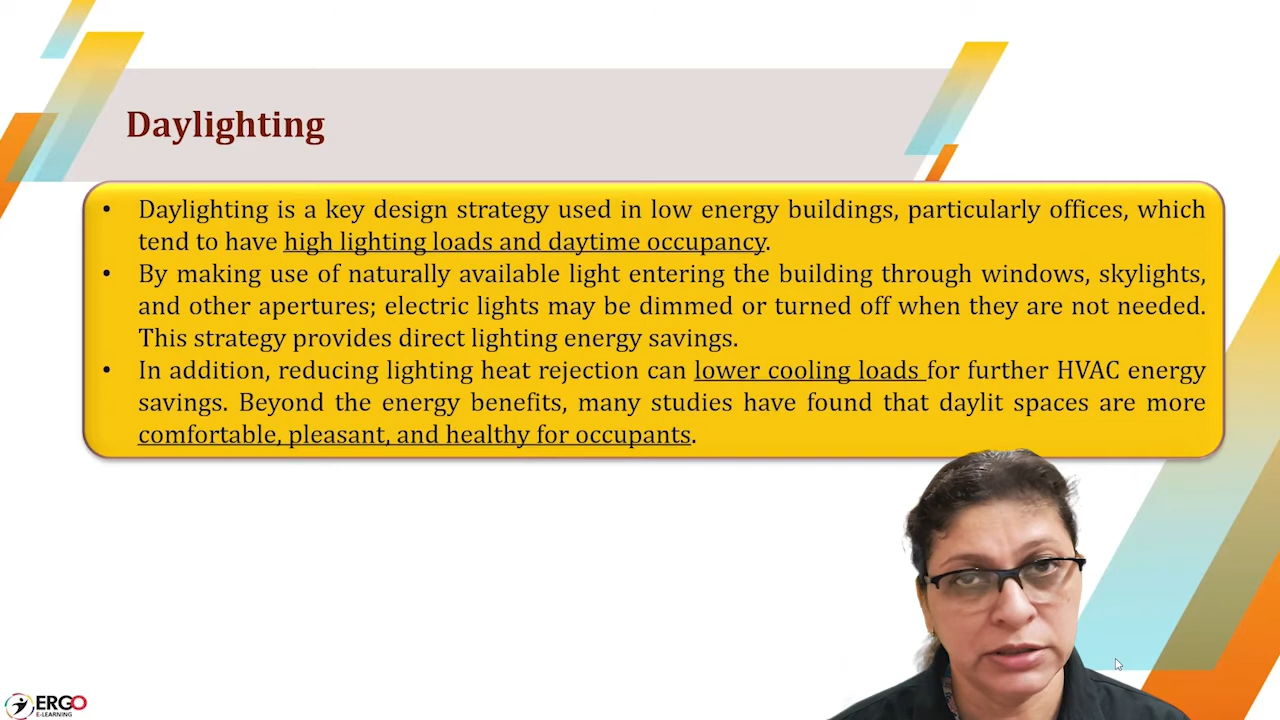 Daylighting
• Daylighting is a key design strategy used in low energy buildings, particularly offices, which
tend to have high lighting loads and daytime occupancy.
• By making use of naturally available light entering the building through windows, skylights,
and other apertures; electric lights may be dimmed or turned off when they are not needed.
This strategy provides direct lighting energy savings.
• In addition, reducing lighting heat rejection can lower cooling loads for further HVAC energy
savings. Beyond the energy benefits, many studies have found that daylit spaces are more
comfortable, pleasant, and healthy for occupants.
ERGO
E-LEARNING